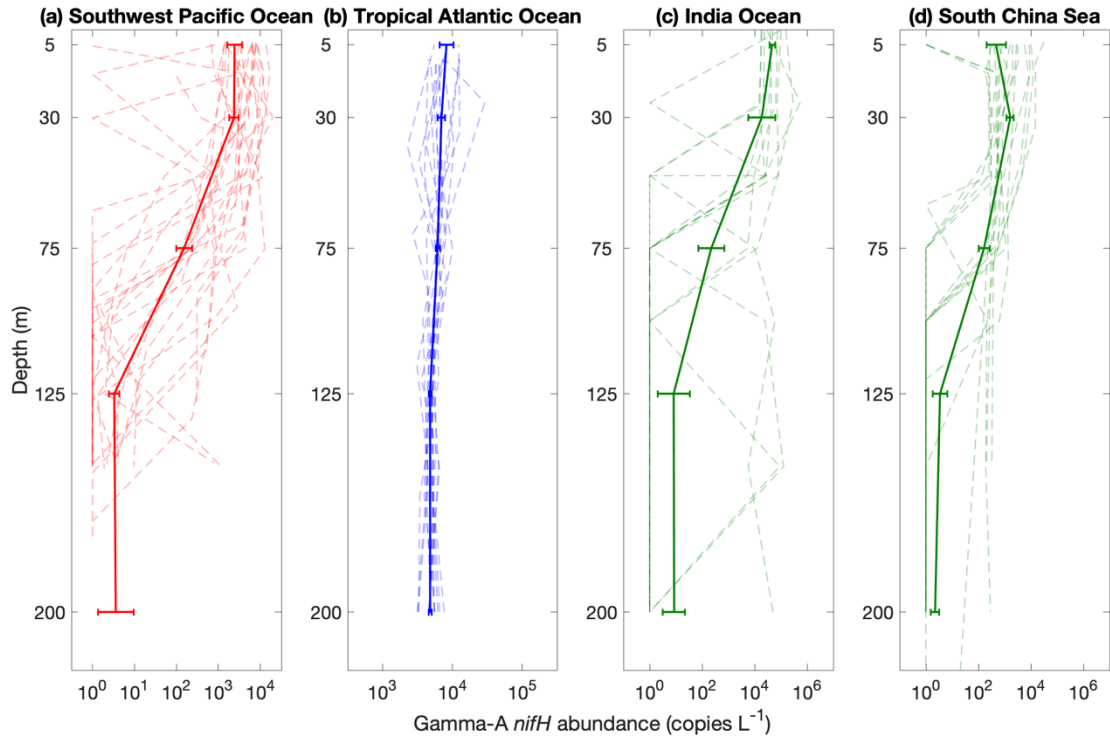 (a) Southwest Pacific Ocean
5
30
75
125
200
10^0 10^1 10^2 10^3 10^4
(b) Tropical Atlantic Ocean
5
30
75
125
200
10^3 10^4 10^5
(c) India Ocean
5
30
75
125
200
10^0 10^2 10^4 10^6
(d) South China Sea
5
30
75
125
200
10^0 10^2 10^4 10^6
Depth (m)
Gamma-A nifH abundance (copies L^-1)